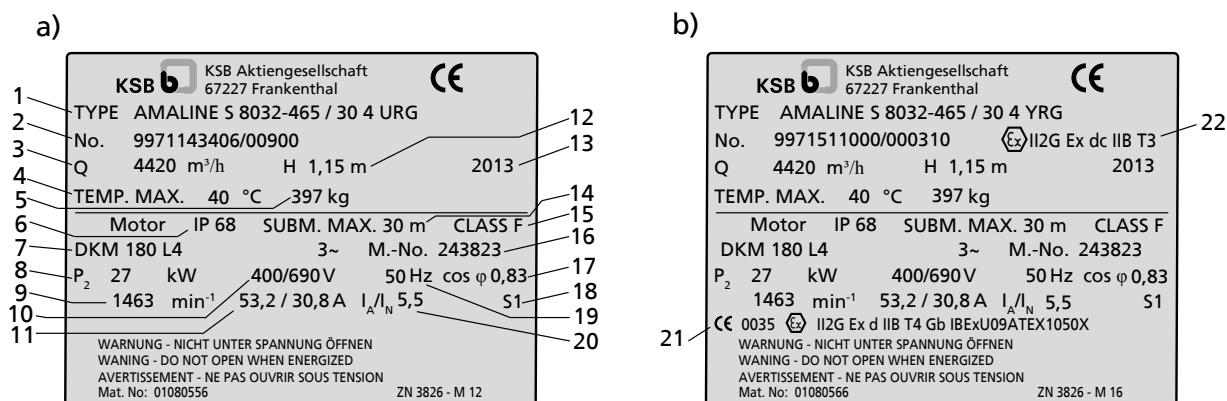 a)
KSB b KSB Aktiengesellschaft
67227 Frankenthal
CE
1 TYPE AMALINE S 8032-465 / 30 4 URG
2 No. 9971143406/00900 12
3 Q 4420 m³/h H 1,15 m 2013 13
4 TEMP. MAX. 40 °C 397 kg
5
14
6 Motor IP 68 SUBM. MAX. 30 m CLASS F 15
7 DKM 180 L4 3~ M.-No. 243823 16
8 P₂ 27 kW 400/690 V 50 Hz cos φ 0,83 17
9 1463 min⁻¹ 53,2 / 30,8 A I_A/I_N 5,5 S1 18
10 19
11 20
WARNUNG - NICHT UNTER SPANNUNG ÖFFNEN
WANING - DO NOT OPEN WHEN ENERGIZED
AVERTISSEMENT - NE PAS OUVRIR SOUS TENSION
Mat. No: 01080556 ZN 3826 - M 12
b)
KSB b KSB Aktiengesellschaft
67227 Frankenthal
CE
TYPE AMALINE S 8032-465 / 30 4 YRG
No. 9971511000/000310 Ex II2G Ex dc IIB T3 22
Q 4420 m³/h H 1,15 m 2013
TEMP. MAX. 40 °C 397 kg
Motor IP 68 SUBM. MAX. 30 m CLASS F
DKM 180 L4 3~ M.-No. 243823
P₂ 27 kW 400/690 V 50 Hz cos φ 0,83
1463 min⁻¹ 53,2 / 30,8 A I_A/I_N 5,5 S1
21 CE 0035 Ex II2G Ex d IIB T4 Gb IBExU09ATEX1050X
WARNUNG - NICHT UNTER SPANNUNG ÖFFNEN
WANING - DO NOT OPEN WHEN ENERGIZED
AVERTISSEMENT - NE PAS OUVRIR SOUS TENSION
Mat. No: 01080566 ZN 3826 - M 16